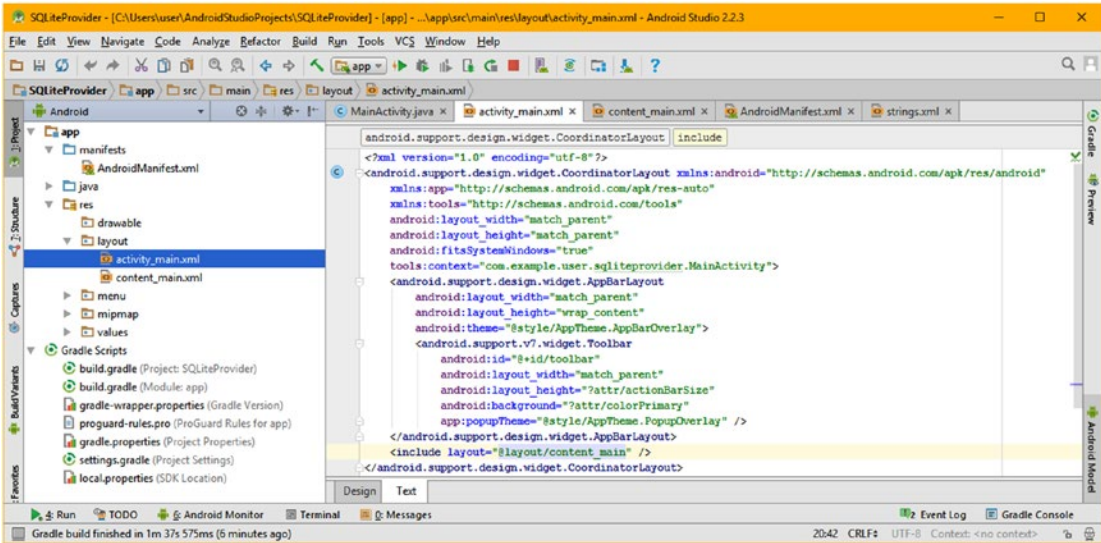 SQLiteProvider - [C:\Users\user\AndroidStudioProjects\SQLiteProvider] - [app] - ...\app\src\main\res\layout\activity_main.xml - Android Studio 2.2.3
File Edit View Navigate Code Analyze Refactor Build Run Tools VCS Window Help
app
SQLiteProvider app src main res layout activity_main.xml
Android
MainActivity.java × activity_main.xml × content_main.xml × AndroidManifest.xml × strings.xml ×
1: Project
7: Structure
Captures
Build Variants
Favorites
app
manifests
AndroidManifest.xml
java
res
drawable
layout
activity_main.xml
content_main.xml
menu
mipmap
values
Gradle Scripts
build.gradle (Project: SQLiteProvider)
build.gradle (Module: app)
gradle-wrapper.properties (Gradle Version)
proguard-rules.pro (ProGuard Rules for app)
gradle.properties (Project Properties)
settings.gradle (Project Settings)
local.properties (SDK Location)
android.support.design.widget.CoordinatorLayout include
<?xml version="1.0" encoding="utf-8"?>
<android.support.design.widget.CoordinatorLayout xmlns:android="http://schemas.android.com/apk/res/android"
xmlns:app="http://schemas.android.com/apk/res-auto"
xmlns:tools="http://schemas.android.com/tools"
android:layout_width="match_parent"
android:layout_height="match_parent"
android:fitsSystemWindows="true"
tools:context="com.example.user.sqliteprovider.MainActivity">
<android.support.design.widget.AppBarLayout
android:layout_width="match_parent"
android:layout_height="wrap_content"
android:theme="@style/AppTheme.AppBarOverlay">
<android.support.v7.widget.Toolbar
android:id="@+id/toolbar"
android:layout_width="match_parent"
android:layout_height="?attr/actionBarSize"
android:background="?attr/colorPrimary"
app:popupTheme="@style/AppTheme.PopupOverlay" />
</android.support.design.widget.AppBarLayout>
<include layout="@layout/content_main" />
</android.support.design.widget.CoordinatorLayout>
Design Text
Gradle
Preview
Android Model
4: Run TODO 6: Android Monitor Terminal 0: Messages 2 Event Log Gradle Console
Gradle build finished in 1m 37s 575ms (6 minutes ago) 20:42 CRLF UTF-8 Context: <no context>